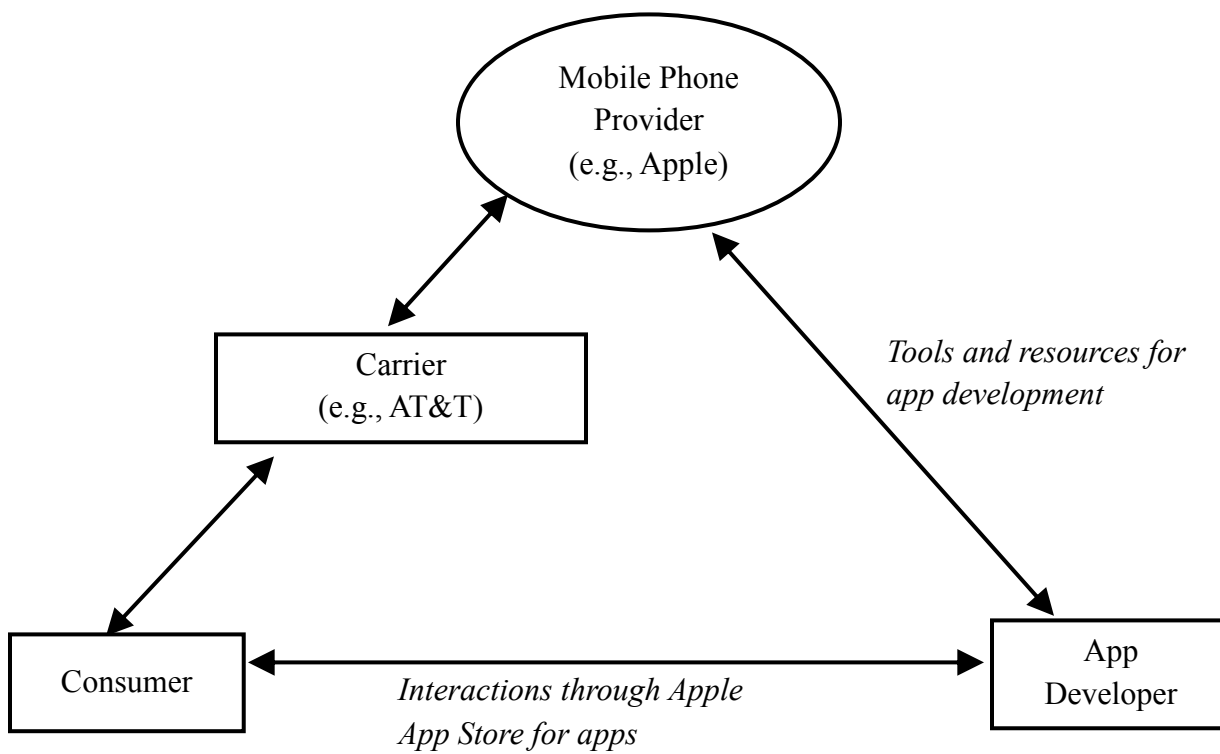 Mobile Phone
Provider
(e.g., Apple)
Carrier
(e.g., AT&T)
Tools and resources for
app development
Consumer
Interactions through Apple
App Store for apps
App
Developer